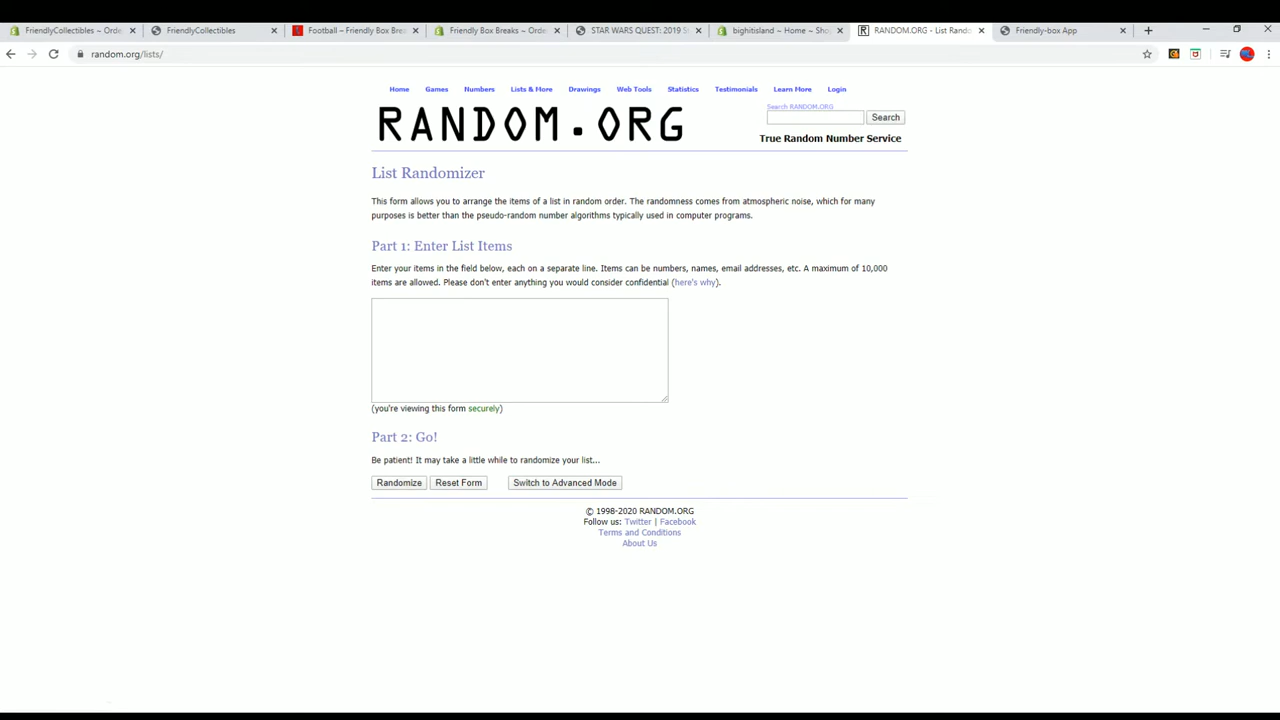 FriendlyCollectibles – Orde
FriendlyCollectibles
Football – Friendly Box Bre
Friendly Box Breaks – Orde
STAR WARS QUEST: 2019 S
bighitisland – Home – Sho
RANDOM.ORG - List Rand
Friendly-box App
random.org/lists/
Home
Games
Numbers
Lists & More
Drawings
Web Tools
Statistics
Testimonials
Learn More
Login
RANDOM.ORG
Search RANDOM.ORG
Search
True Random Number Service
List Randomizer
This form allows you to arrange the items of a list in random order. The randomness comes from atmospheric noise, which for many
purposes is better than the pseudo-random number algorithms typically used in computer programs.
Part 1: Enter List Items
Enter your items in the field below, each on a separate line. Items can be numbers, names, email addresses, etc. A maximum of 10,000
items are allowed. Please don't enter anything you would consider confidential (here's why).
(you're viewing this form securely)
Part 2: Go!
Be patient! It may take a little while to randomize your list...
Randomize
Reset Form
Switch to Advanced Mode
© 1998-2020 RANDOM.ORG
Follow us: Twitter | Facebook
Terms and Conditions
About Us